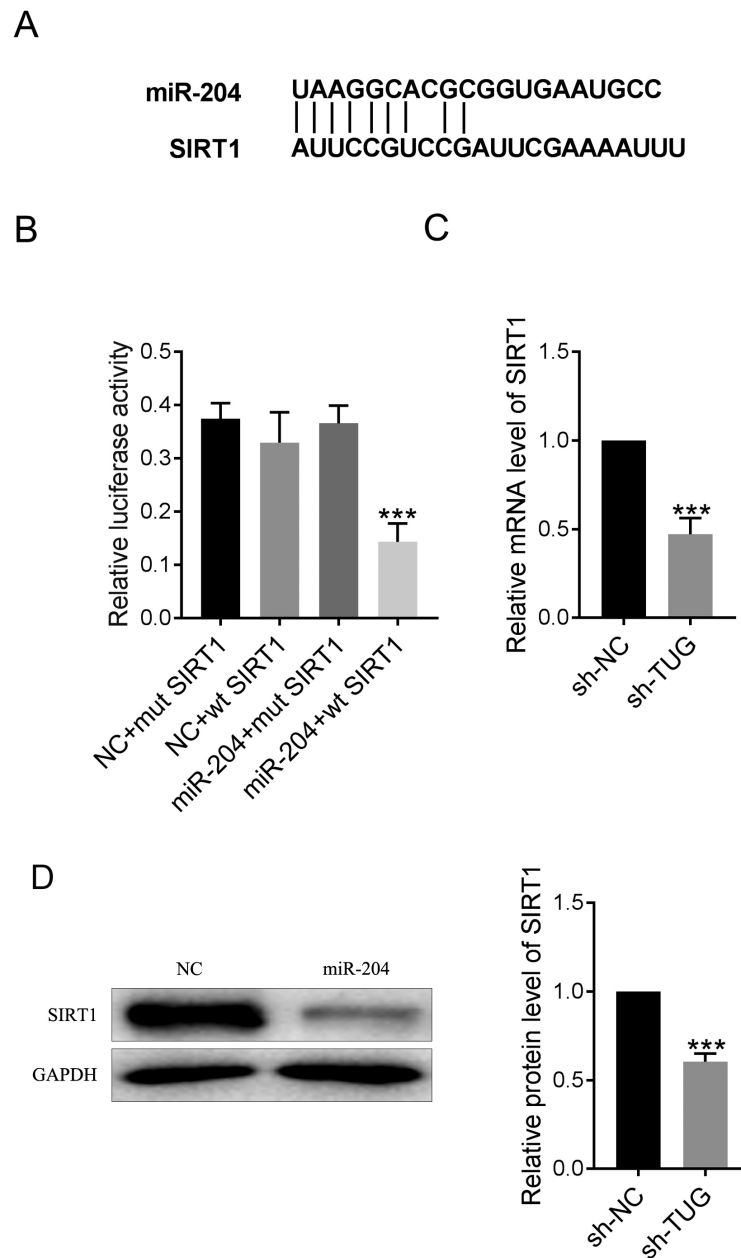 A
miR-204 UAAGGCACGCGGUGAAUGCC
SIRT1 AUUCCGUCCGAUUCGAAAAUUU
B
Relative luciferase activity
0.5
0.4
0.3
0.2
0.1
0.0
***
NC+mut SIRT1
NC+wt SIRT1
miR-204+mut SIRT1
miR-204+wt SIRT1
C
Relative mRNA level of SIRT1
1.5
1.0
0.5
0.0
***
sh-NC
sh-TUG
D
NC miR-204
SIRT1
GAPDH
Relative protein level of SIRT1
1.5
1.0
0.5
0.0
***
sh-NC
sh-TUG